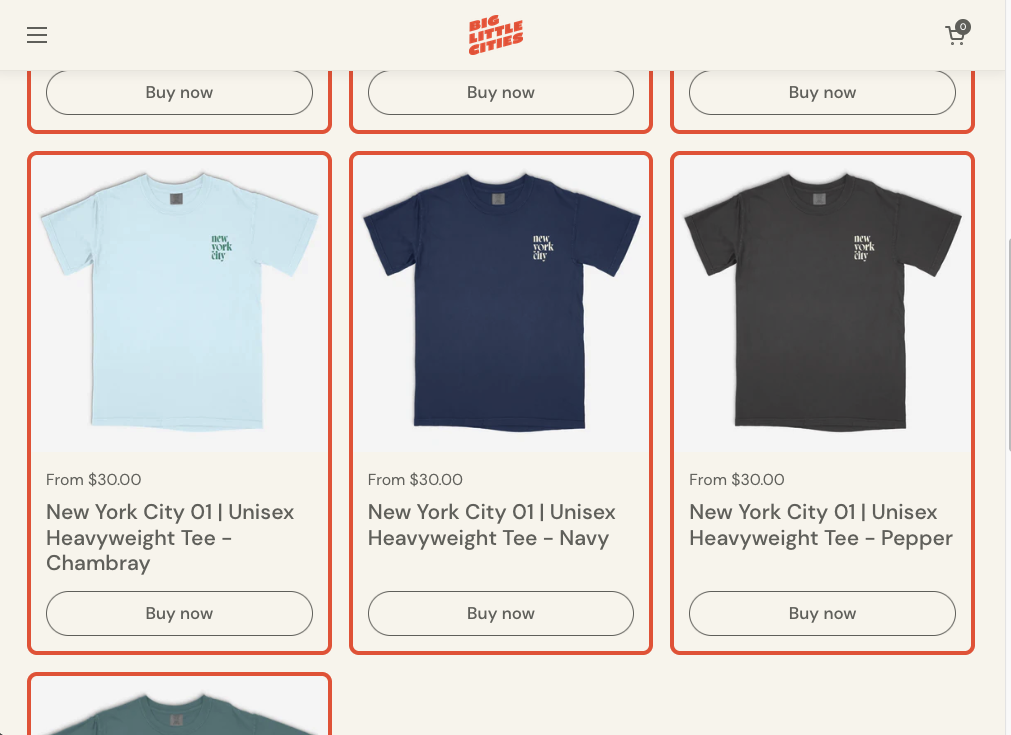 BIG
LITTLE
CITIES
0
Buy now
Buy now
Buy now
new
york
city
new
york
city
new
york
city
From $30.00
New York City 01 | Unisex
Heavyweight Tee -
Chambray
Buy now
From $30.00
New York City 01 | Unisex
Heavyweight Tee - Navy
Buy now
From $30.00
New York City 01 | Unisex
Heavyweight Tee - Pepper
Buy now